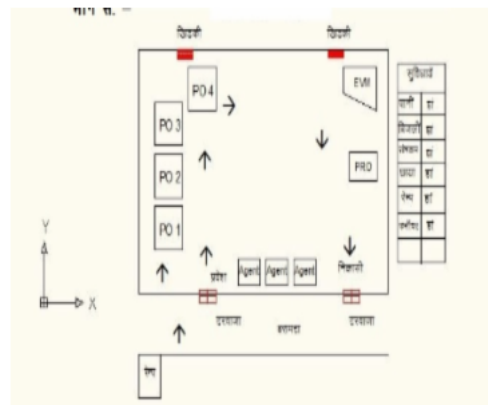 भाग सं. –
खिड़की खिड़की
PO 4
EVM
PO 3
PO 2
PRO
PO 1
सुविधाएं
पानी हां
बिजली हां
हां
छाया हां
रैम्प हां
फर्नीचर हां
Y
X
प्रवेश
Agent Agent Agent
निकासी
दरवाजा बरामदा दरवाजा
रैम्प